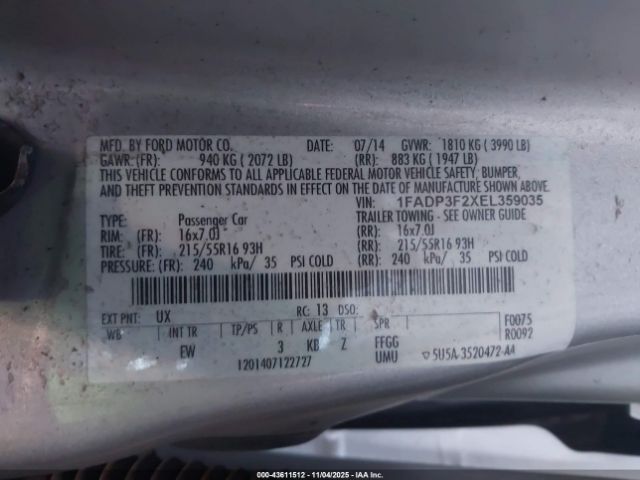 MFD. BY FORD MOTOR CO. DATE: 07/14 GVWR: 1810 KG ( 3990 LB)
GAWR: (FR): 940 KG ( 2072 LB) (RR): 883 KG ( 1947 LB)
THIS VEHICLE CONFORMS TO ALL APPLICABLE FEDERAL MOTOR VEHICLE SAFETY, BUMPER,
AND THEFT PREVENTION STANDARDS IN EFFECT ON THE DATE OF MANUFACTURE SHOWN ABOVE.
VIN: 1FADP3F2XEL359035
TYPE: Passenger Car TRAILER TOWING - SEE OWNER GUIDE
RIM: (FR): 16x7.0J (RR): 16x7.0J
TIRE: (FR): 215/55R16 93H (RR): 215/55R16 93H
PRESSURE: (FR): 240 kPa/ 35 PSI COLD (RR): 240 kPa/ 35 PSI COLD
EXT PNT: UX RC: 13 DSO: F0075
WB INT TR TP/PS R AXLE TR SPR R0092
EW 3 KB Z FFGG
1201407122727 UMU 5U5A-3520472-AA
000-43611512 - 11/04/2025 - IAAI.com